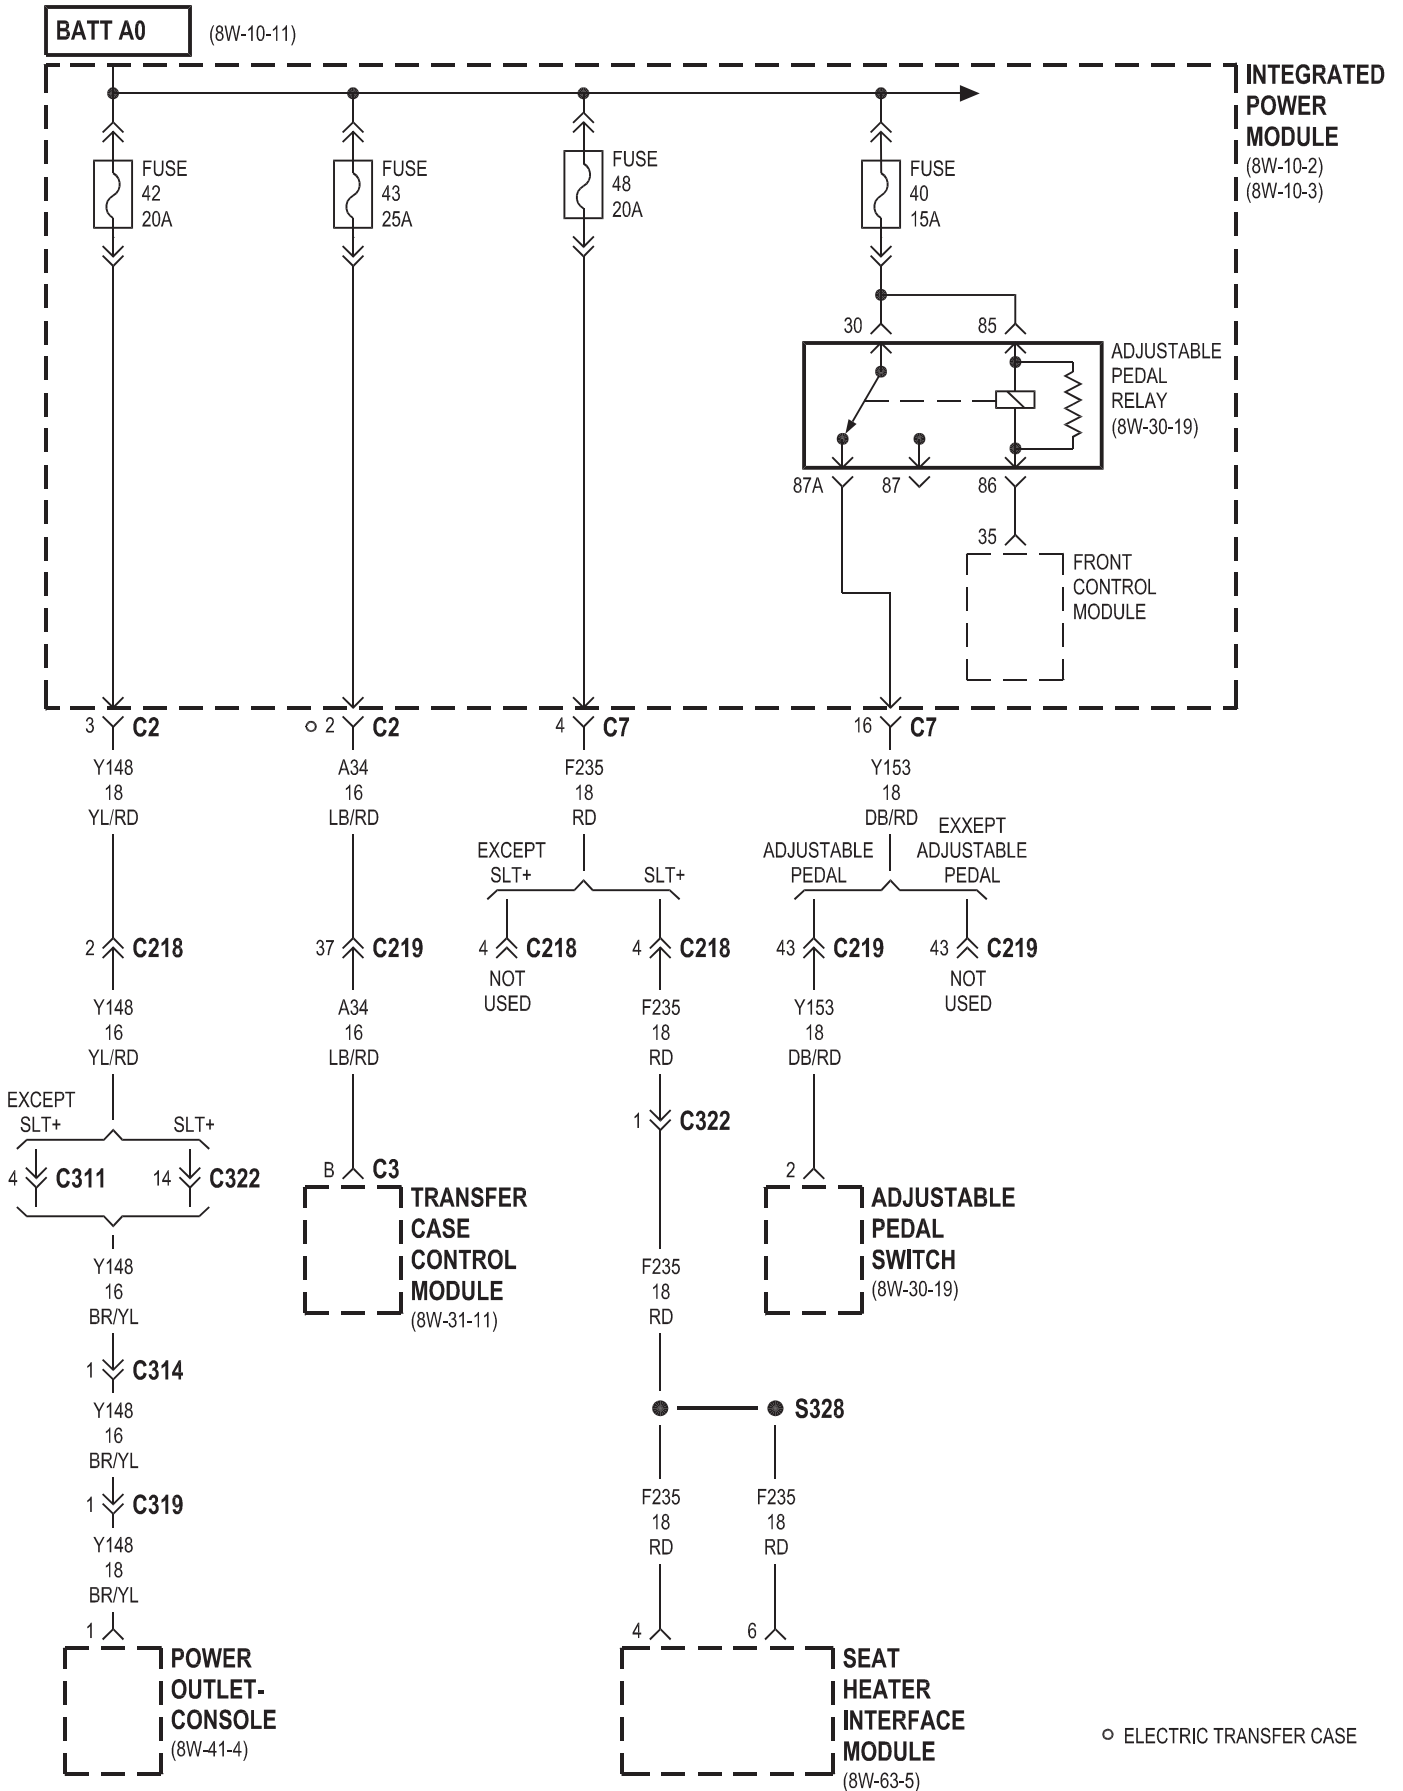 BATT A0 (8W-10-11)
INTEGRATED
POWER
MODULE
(8W-10-2)
(8W-10-3)
FUSE
42
20A
FUSE
43
25A
FUSE
48
20A
FUSE
40
15A
30
85
ADJUSTABLE
PEDAL
RELAY
(8W-30-19)
87A
87
86
35
FRONT
CONTROL
MODULE
3 C2
2 C2
4 C7
16 C7
Y148
18
YL/RD
A34
16
LB/RD
F235
18
RD
Y153
18
DB/RD
EXCEPT
SLT+
SLT+
ADJUSTABLE
PEDAL
EXXEPT
ADJUSTABLE
PEDAL
2 C218
37 C219
4 C218
NOT
USED
4 C218
43 C219
43 C219
NOT
USED
Y148
16
YL/RD
A34
16
LB/RD
F235
18
RD
Y153
18
DB/RD
EXCEPT
SLT+
SLT+
4 C311
14 C322
B C3
1 C322
2
TRANSFER
CASE
CONTROL
MODULE
(8W-31-11)
ADJUSTABLE
PEDAL
SWITCH
(8W-30-19)
Y148
16
BR/YL
F235
18
RD
1 C314
Y148
16
BR/YL
S328
1 C319
Y148
18
BR/YL
F235
18
RD
F235
18
RD
1
4
6
POWER
OUTLET-
CONSOLE
(8W-41-4)
SEAT
HEATER
INTERFACE
MODULE
(8W-63-5)
ELECTRIC TRANSFER CASE